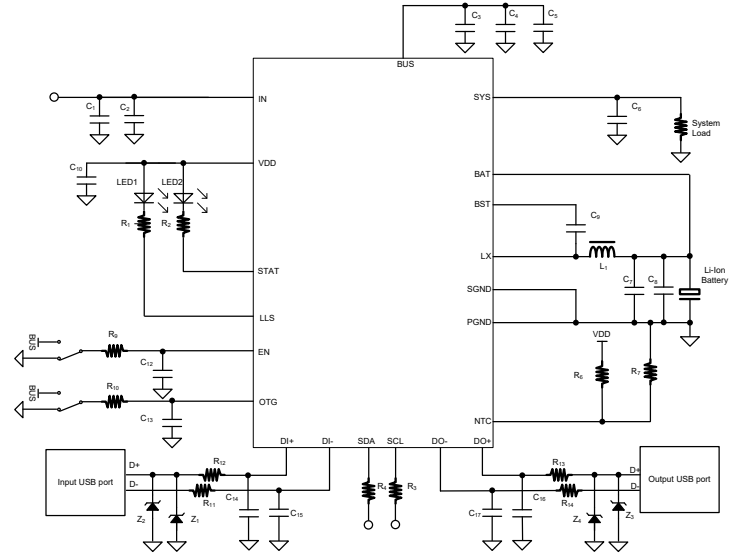 C3
C4
C5
BUS
IN
C1
C2
SYS
C6
System
Load
VDD
C10
LED1
LED2
R1
R2
BAT
BST
C9
LX
L1
C7
C8
Li-Ion
Battery
STAT
SGND
LLS
PGND
BUS
R9
EN
C12
VDD
R6
R7
BUS
R10
OTG
C13
NTC
DI+
DI-
SDA
SCL
DO-
DO+
Input USB port
D+
D-
R12
R11
C14
C15
Z2
Z1
R4
R3
R13
R14
C16
C17
Z4
Z3
D+
D-
Output USB port